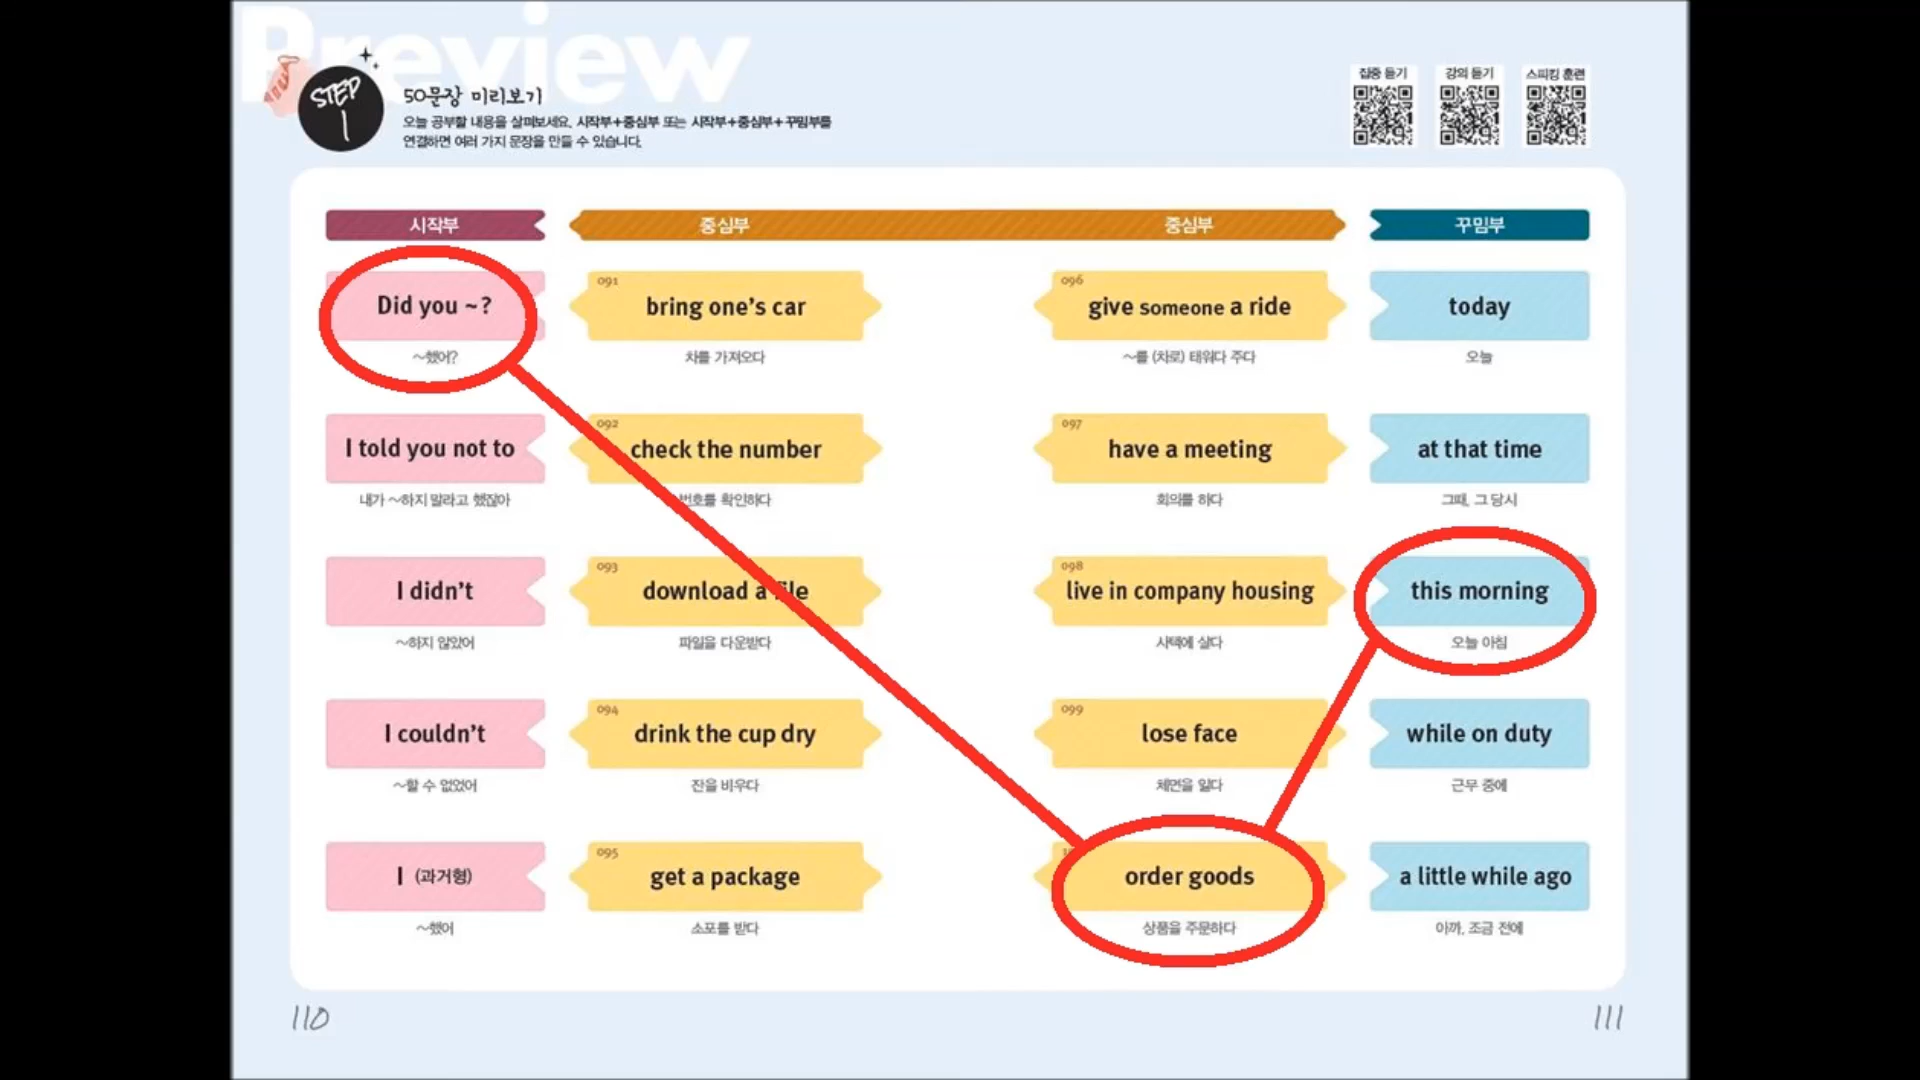 Preview
STEP
1
50문장 미리보기
오늘 공부할 내용을 살펴보세요. 시작부+중심부 또는 시작부+중심부+꾸밈부를
연결하면 여러 가지 문장을 만들 수 있습니다.
집중 듣기 강의 듣기 스피킹 훈련
시작부 중심부 중심부 꾸밈부
Did you ~? 091 bring one's car 096 give someone a ride today
~했어? 차를 가져오다 ~를 (차로) 태워다 주다 오늘
I told you not to 092 check the number 097 have a meeting at that time
내가 ~하지 말라고 했잖아 번호를 확인하다 회의를 하다 그때, 그 당시
I didn't 093 download a file 098 live in company housing this morning
~하지 않았어 파일을 다운받다 사택에 살다 오늘 아침
I couldn't 094 drink the cup dry 099 lose face while on duty
~할 수 없었어 잔을 비우다 체면을 잃다 근무 중에
I (과거형) 095 get a package order goods a little while ago
~했어 소포를 받다 상품을 주문하다 아까, 조금 전에
110 111